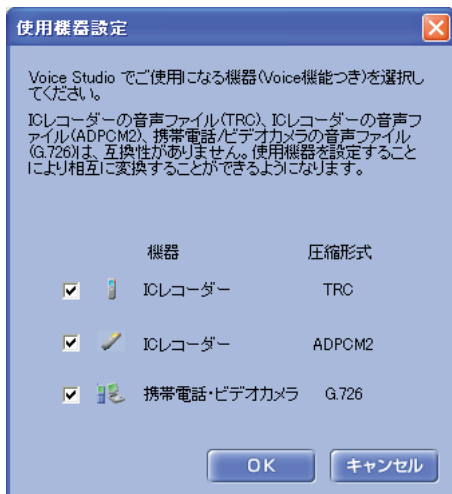 使用機器設定
Voice Studio でご使用になる機器(Voice機能つき)を選択し
てください。
ICレコーダーの音声ファイル(TRC)、ICレコーダーの音声フ
ァイル(ADPCM2)、携帯電話/ビデオカメラの音声ファイル
(G.726)は、互換性がありません。使用機器を設定すること
により相互に変換することができるようになります。
機器 圧縮形式
ICレコーダー TRC
ICレコーダー ADPCM2
携帯電話・ビデオカメラ G.726
OK キャンセル